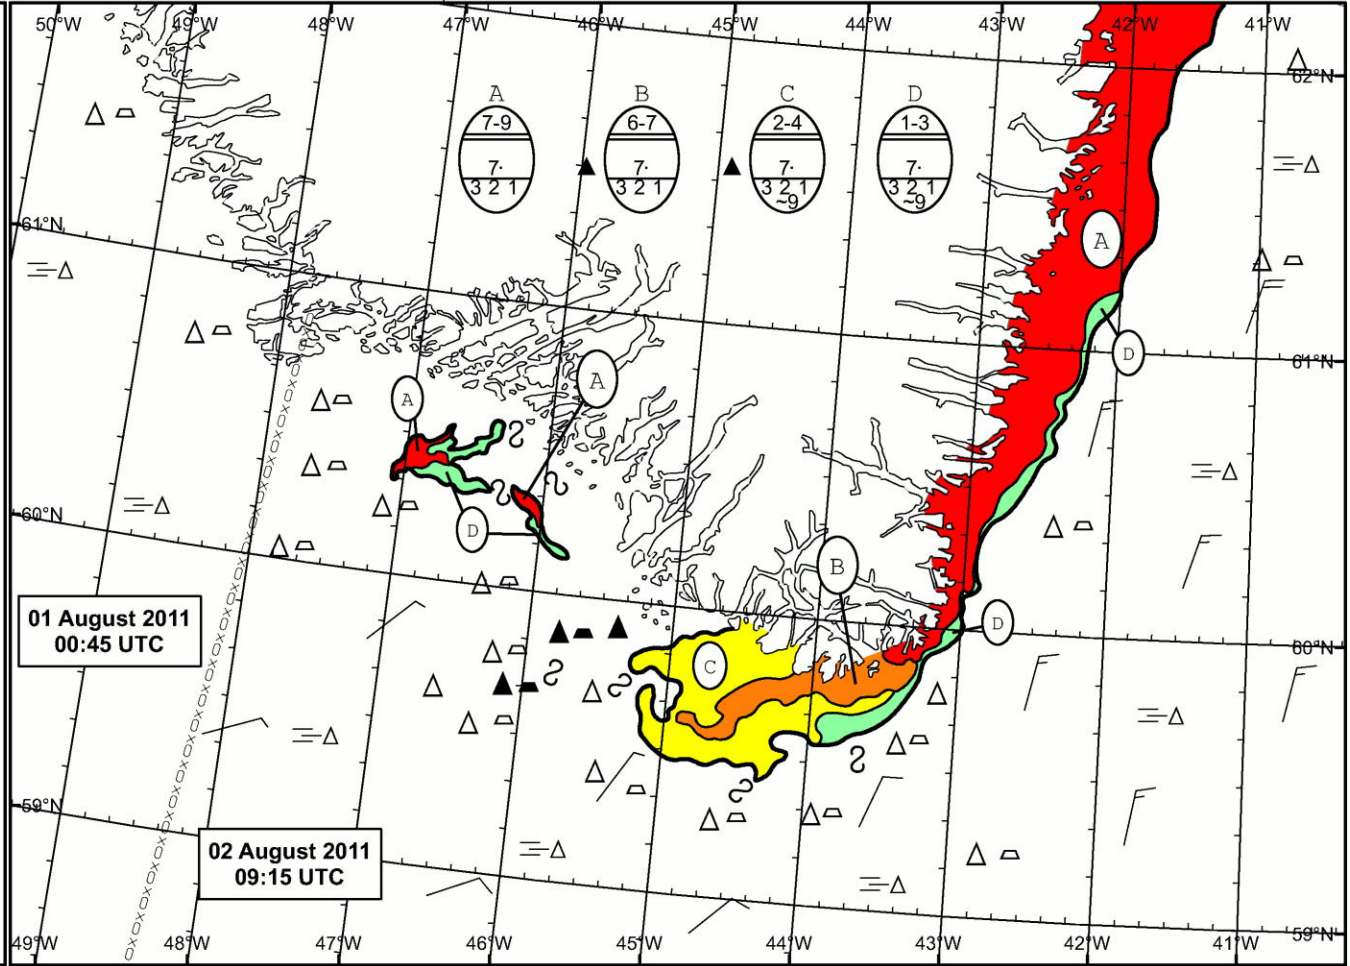 50°W 49°W 48°W 47°W 46°W 45°W 44°W 43°W 42°W 41°W
62°N
A B C D
7-9 6-7 2-4 1-3
7· 7· 7· 7·
3 2 1 3 2 1 3 2 1 3 2 1
~9 ~9
61°N
A
61°N
D
A
A
60°N
D
B
01 August 2011
00:45 UTC
D
60°N
C
59°N
02 August 2011
09:15 UTC
59°N
49°W 48°W 47°W 46°W 45°W 44°W 43°W 42°W 41°W